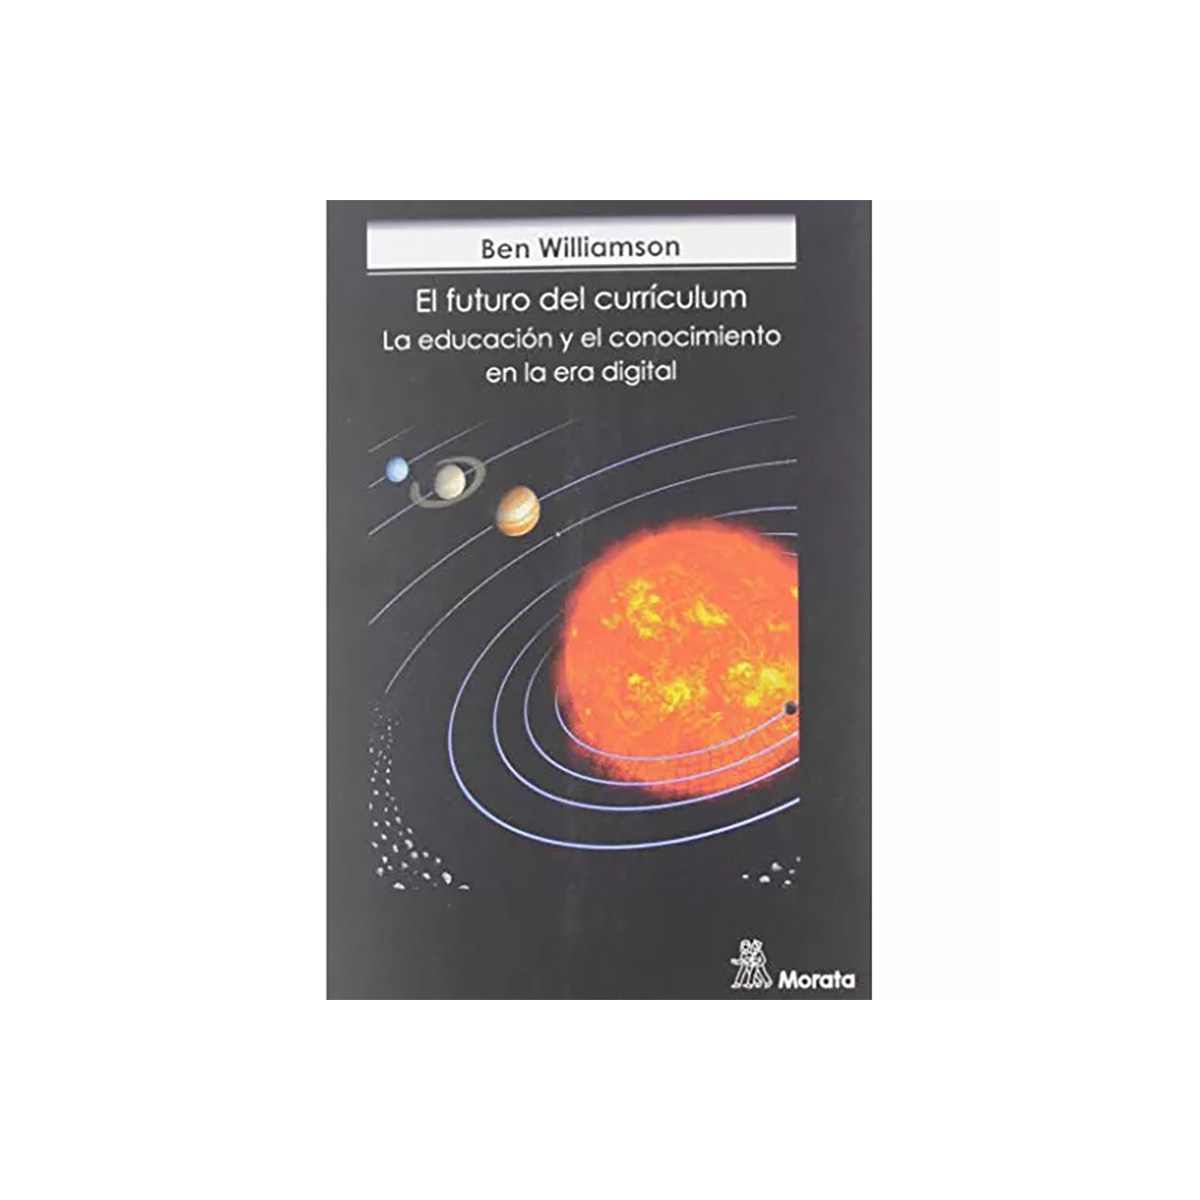 Ben Williamson
El futuro del currículum
La educación y el conocimiento
en la era digital
Morata